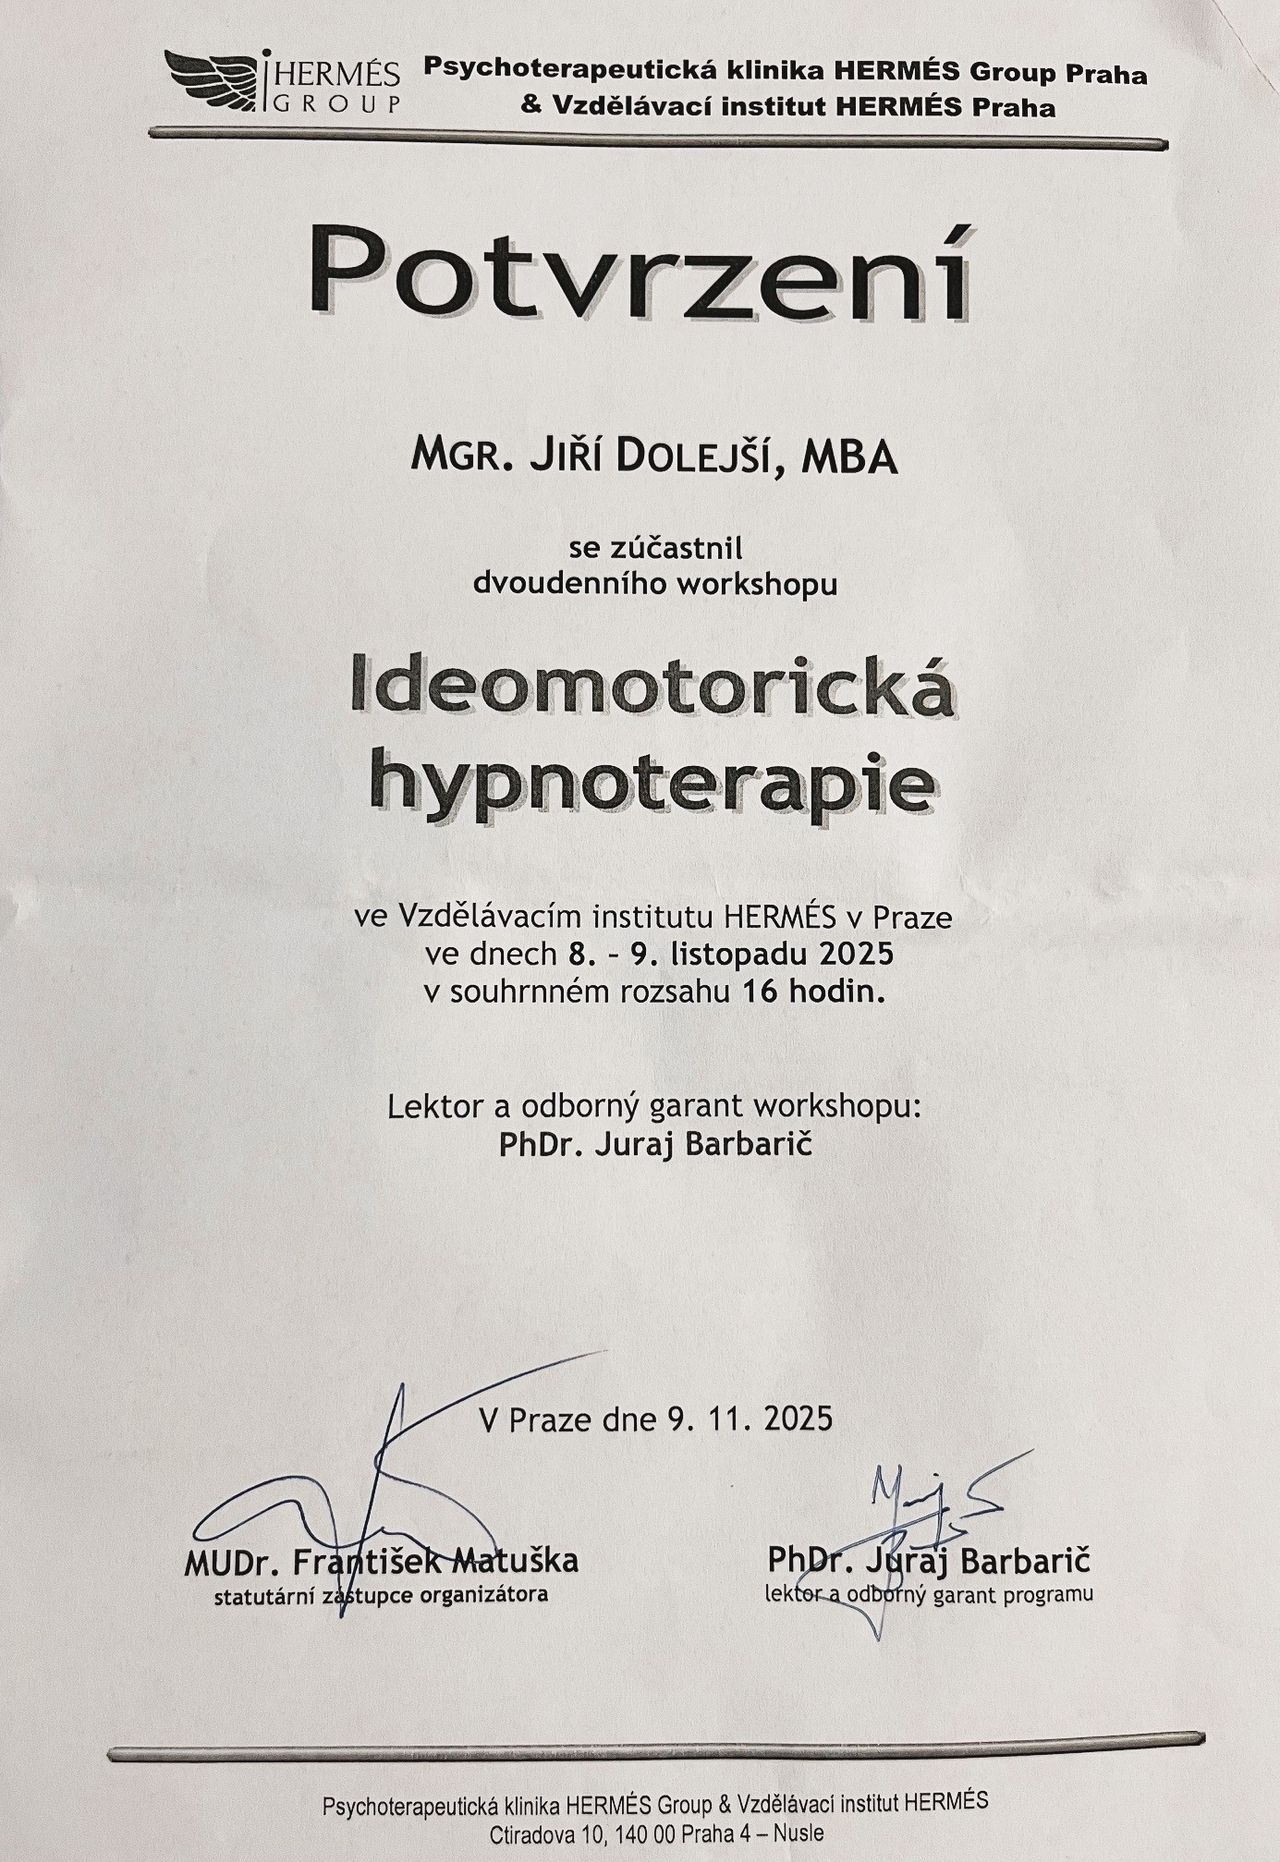 HERMÉS
GROUP
Psychoterapeutická klinika HERMÉS Group Praha
& Vzdělávací institut HERMÉS Praha
Potvrzení
MGR. JIŘÍ DOLEJŠÍ, MBA
se zúčastnil
dvoudenního workshopu
Ideomotorická
hypnoterapie
ve Vzdělávacím institutu HERMÉS v Praze
ve dnech 8. - 9. listopadu 2025
v souhrnném rozsahu 16 hodin.
Lektor a odborný garant workshopu:
PhDr. Juraj Barbarič
V Praze dne 9. 11. 2025
MUDr. František Matuška
statutární zástupce organizátora
PhDr. Juraj Barbarič
lektor a odborný garant programu
Psychoterapeutická klinika HERMÉS Group & Vzdělávací institut HERMÉS
Ctiradova 10, 140 00 Praha 4 – Nusle